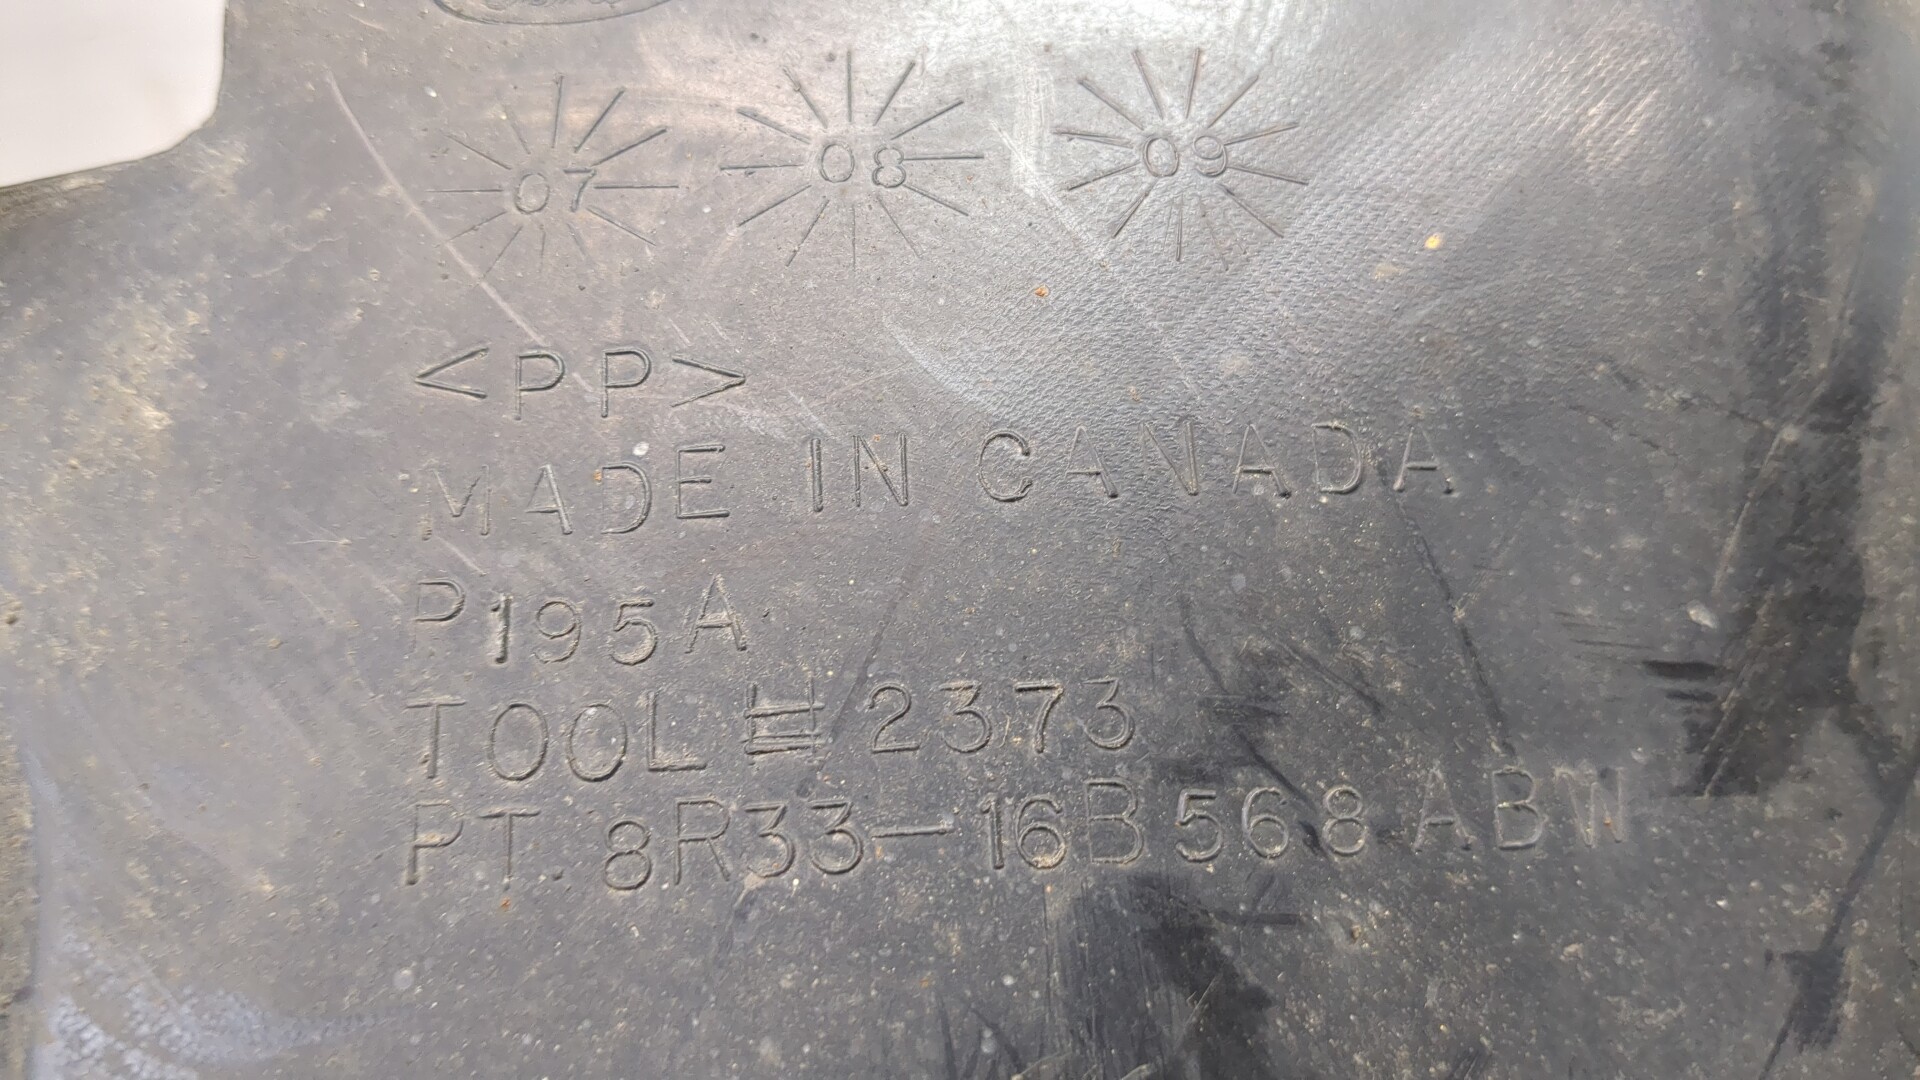 07 08 09
<PP>
MADE IN CANADA
P195A
TOOL # 2373
PT. 8R33-16B568 ABW